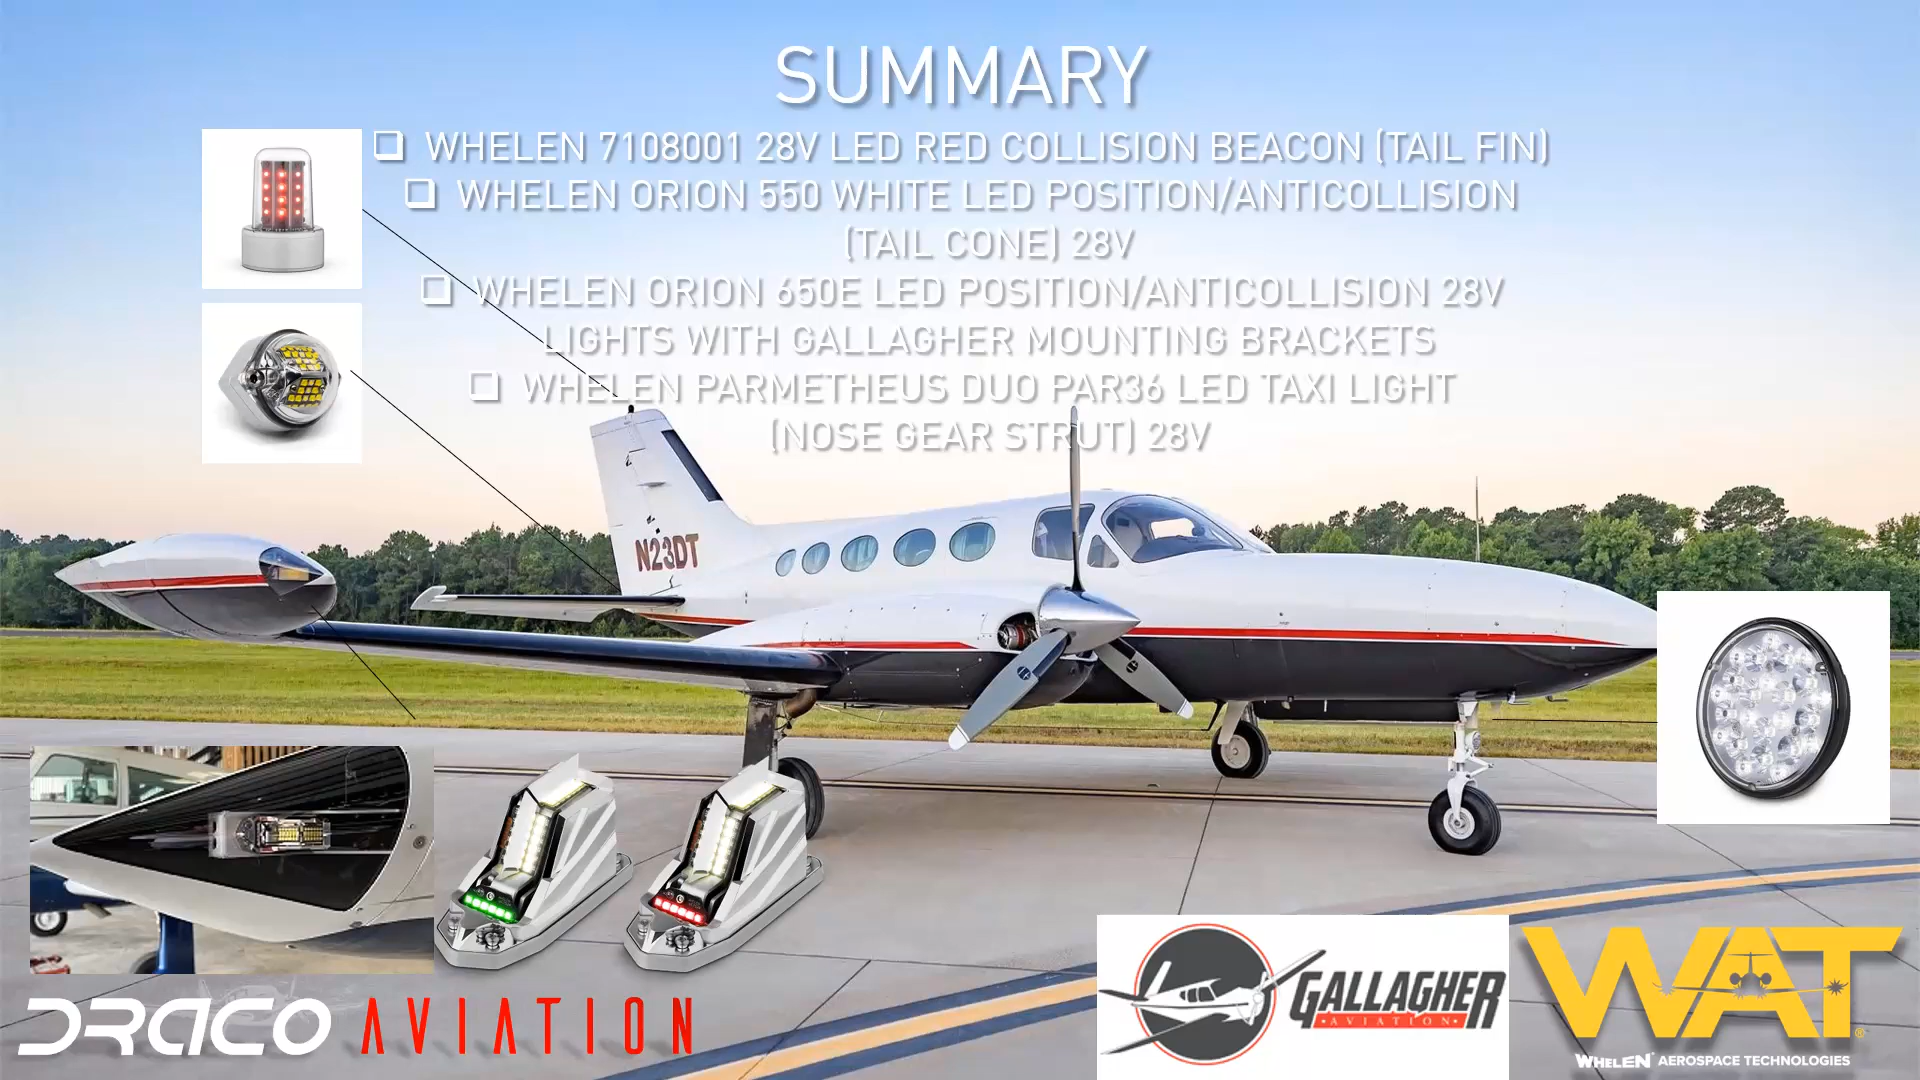 SUMMARY
❑ WHELEN 7108001 28V LED RED COLLISION BEACON (TAIL FIN)
❑ WHELEN ORION 550 WHITE LED POSITION/ANTICOLLISION
(TAIL CONE) 28V
❑ WHELEN ORION 650E LED POSITION/ANTICOLLISION 28V
LIGHTS WITH GALLAGHER MOUNTING BRACKETS
❑ WHELEN PARMETHEUS DUO PAR36 LED TAXI LIGHT
(NOSE GEAR STRUT) 28V
N23DT
DRACO AVIATION
GALLAGHER
AVIATION
WAT®
WHELEN® AEROSPACE TECHNOLOGIES